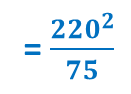 = 220² / 75